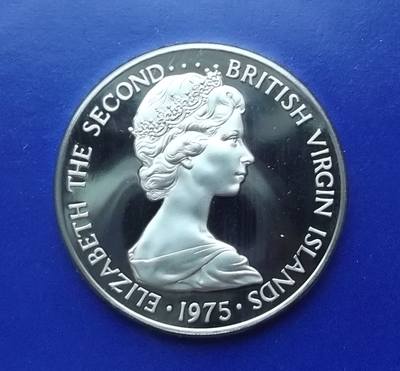 ELIZABETH THE SECOND····BRITISH VIRGIN ISLANDS
·1975·